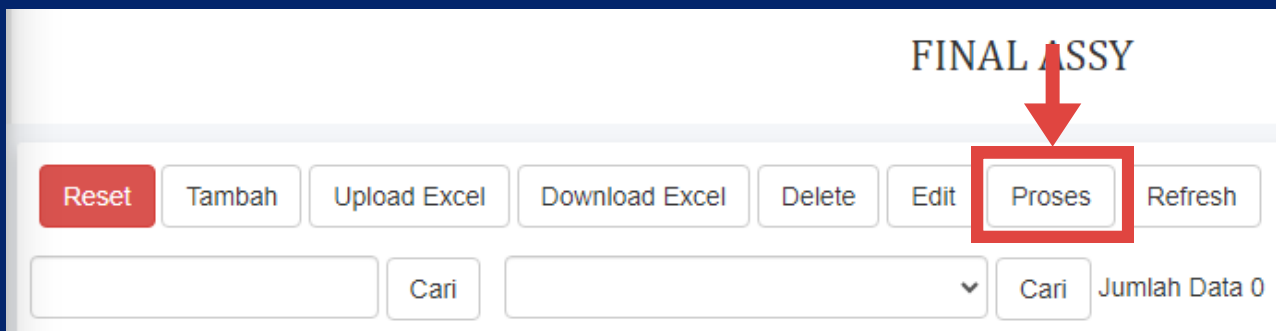 FINAL ASSY
Reset Tambah Upload Excel Download Excel Delete Edit Proses Refresh
Cari Cari Jumlah Data 0